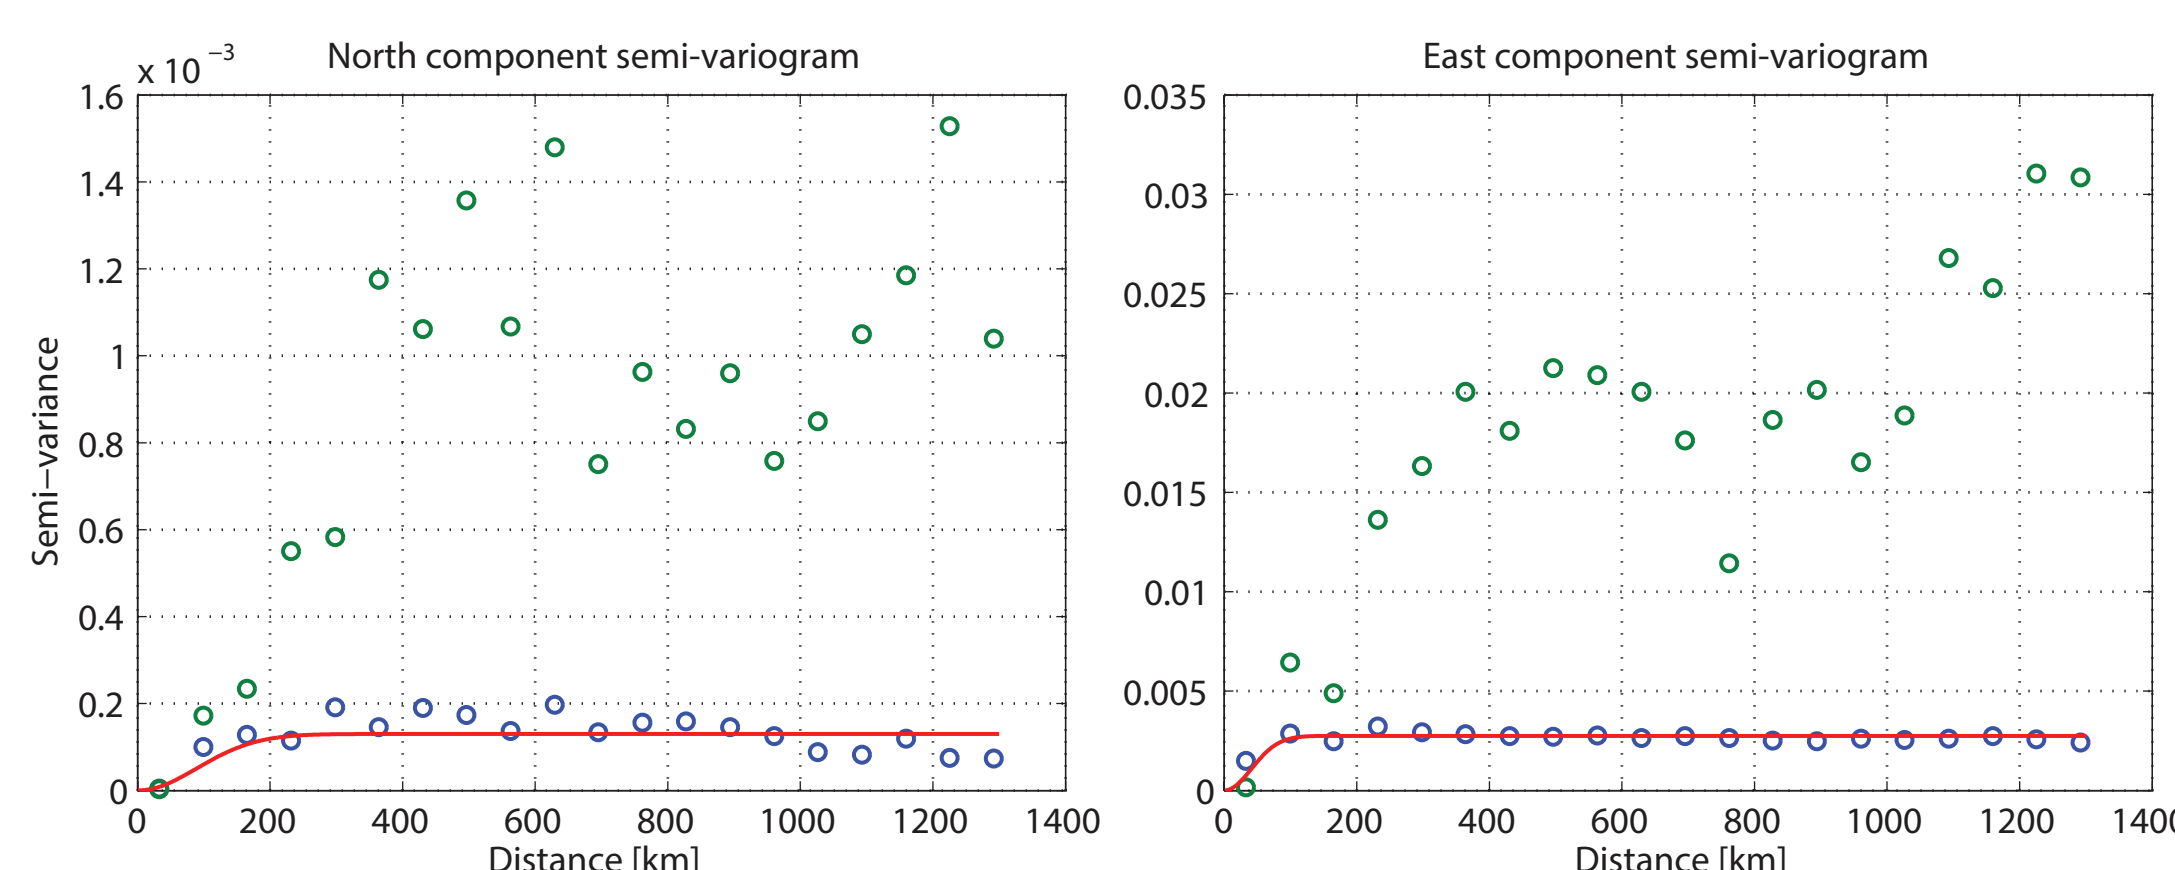 North component semi-variogram
x 10 −3
1.6
1.4
1.2
1
0.8
0.6
0.4
0.2
0
Semi−variance
0 200 400 600 800 1000 1200 1400
Distance [km]
East component semi-variogram
0.035
0.03
0.025
0.02
0.015
0.01
0.005
0
0 200 400 600 800 1000 1200 1400
Distance [km]